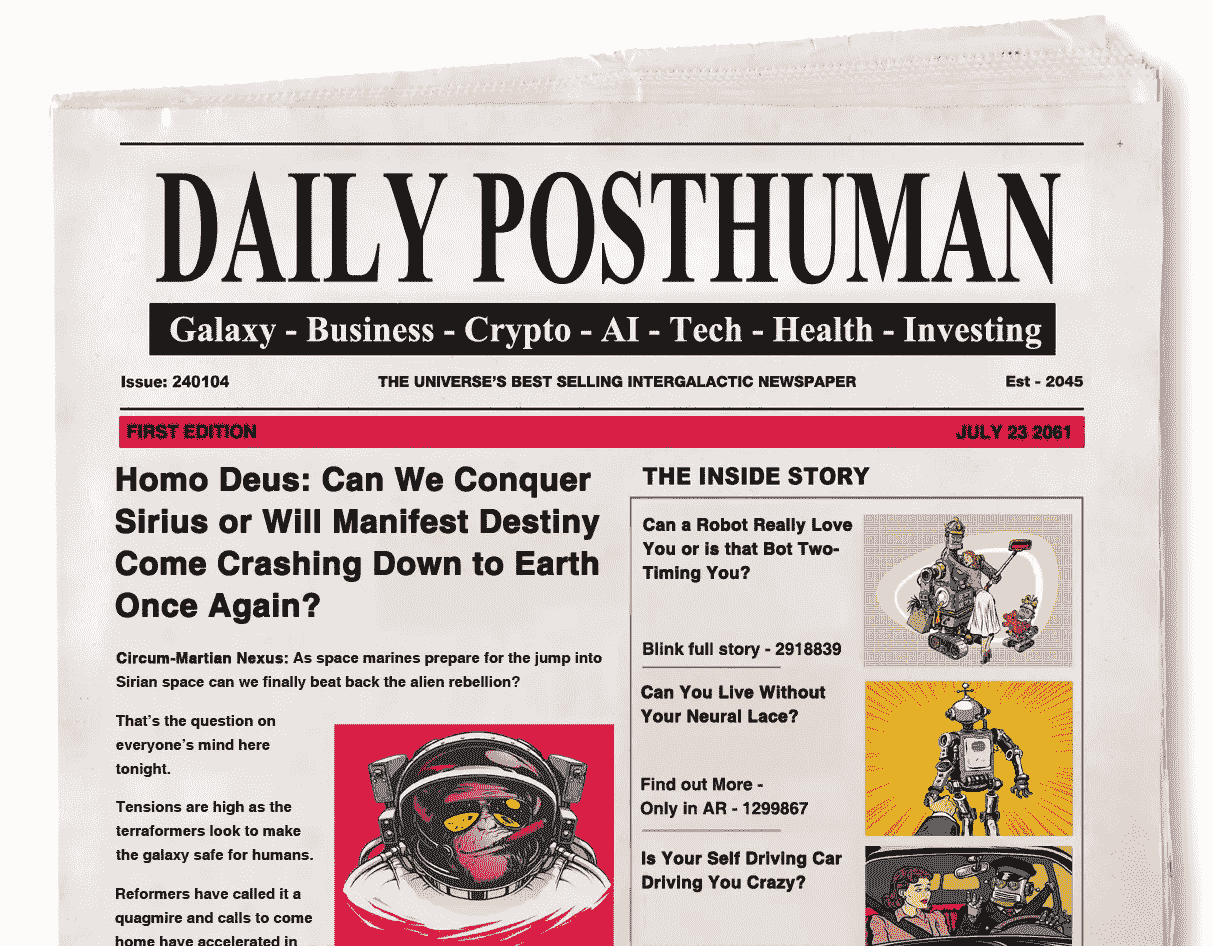 DAILY POSTHUMAN
Galaxy - Business - Crypto - AI - Tech - Health - Investing
Issue: 240104
THE UNIVERSE'S BEST SELLING INTERGALACTIC NEWSPAPER
Est - 2045
FIRST EDITION
JULY 23 2061
Homo Deus: Can We Conquer
Sirius or Will Manifest Destiny
Come Crashing Down to Earth
Once Again?
Circum-Martian Nexus: As space marines prepare for the jump into
Sirian space can we finally beat back the alien rebellion?
That's the question on
everyone's mind here
tonight.
Tensions are high as the
terraformers look to make
the galaxy safe for humans.
Reformers have called it a
quagmire and calls to come
home have accelerated in
THE INSIDE STORY
Can a Robot Really Love
You or is that Bot Two-
Timing You?
Blink full story - 2918839
Can You Live Without
Your Neural Lace?
Find out More -
Only in AR - 1299867
Is Your Self Driving Car
Driving You Crazy?